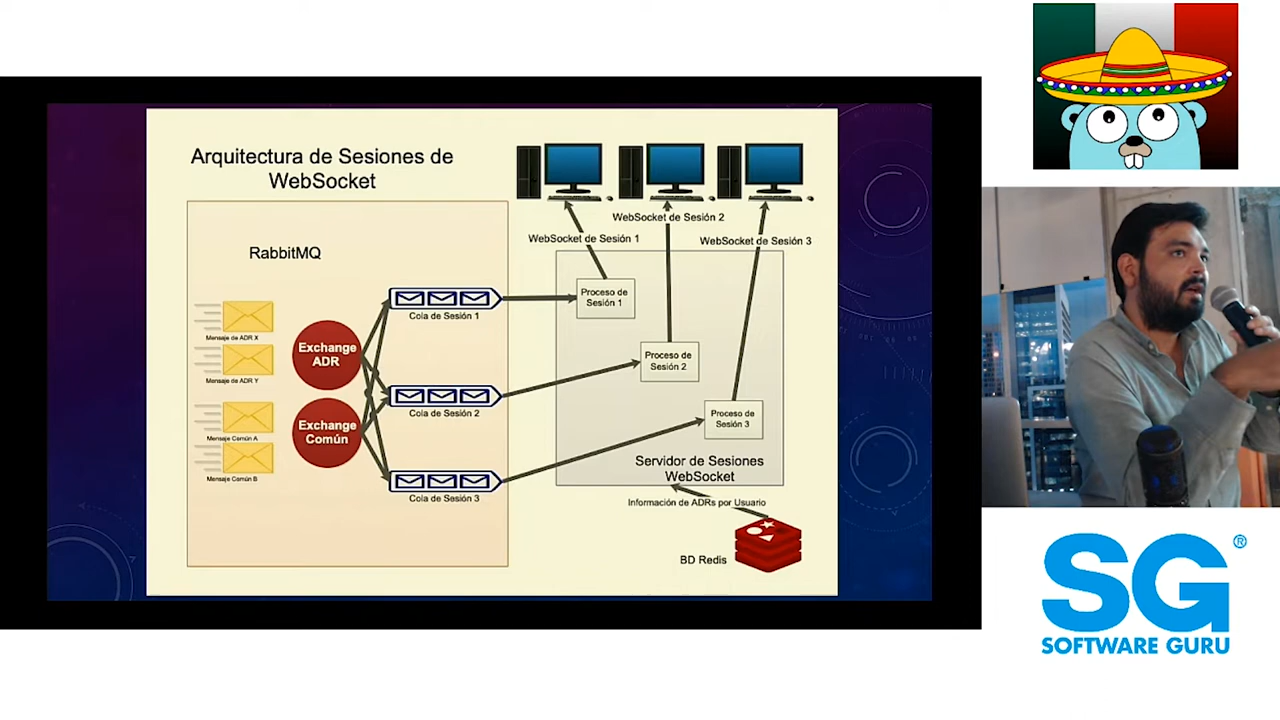 Arquitectura de Sesiones de
WebSocket
RabbitMQ
Mensaje de ADR X
Mensaje de ADR Y
Mensaje Común A
Mensaje Común B
Exchange
ADR
Exchange
Común
Cola de Sesión 1
Cola de Sesión 2
Cola de Sesión 3
WebSocket de Sesión 1
WebSocket de Sesión 2
WebSocket de Sesión 3
Proceso de
Sesión 1
Proceso de
Sesión 2
Proceso de
Sesión 3
Servidor de Sesiones
WebSocket
Información de ADRs por Usuario
BD Redis
SG®
SOFTWARE GURU